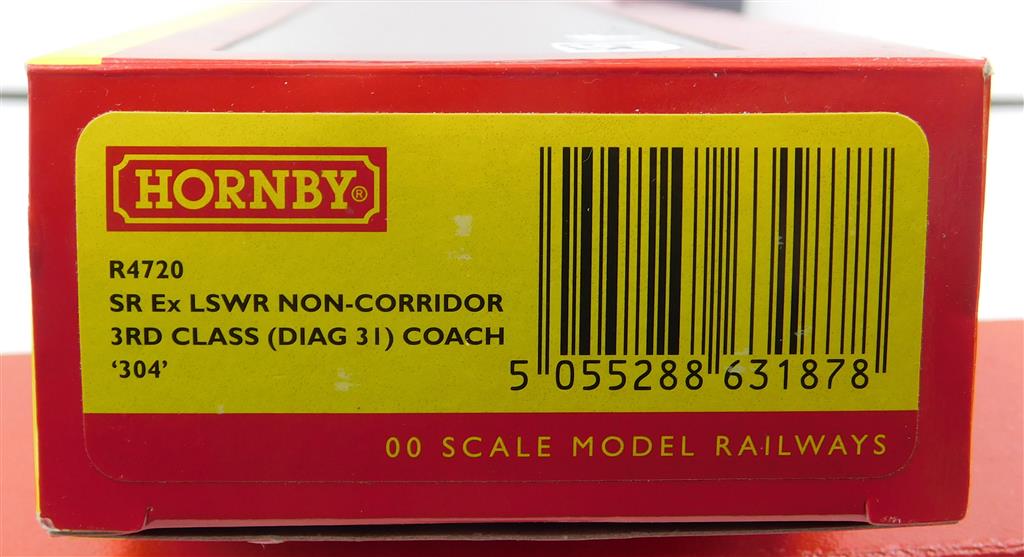 HORNBY®
R4720
SR Ex LSWR NON-CORRIDOR
3RD CLASS (DIAG 31) COACH
‘304’
5 055288 631878
00 SCALE MODEL RAILWAYS